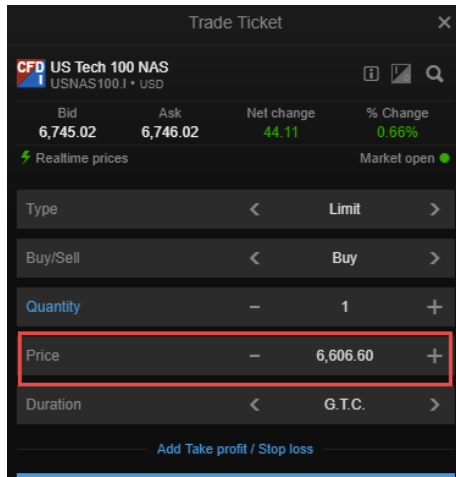 Trade Ticket
CFD US Tech 100 NAS
I USNAS100.I • USD
Bid Ask Net change % Change
6,745.02 6,746.02 44.11 0.66%
Realtime prices Market open
Type Limit
Buy/Sell Buy
Quantity − 1 +
Price − 6,606.60 +
Duration G.T.C.
Add Take profit / Stop loss